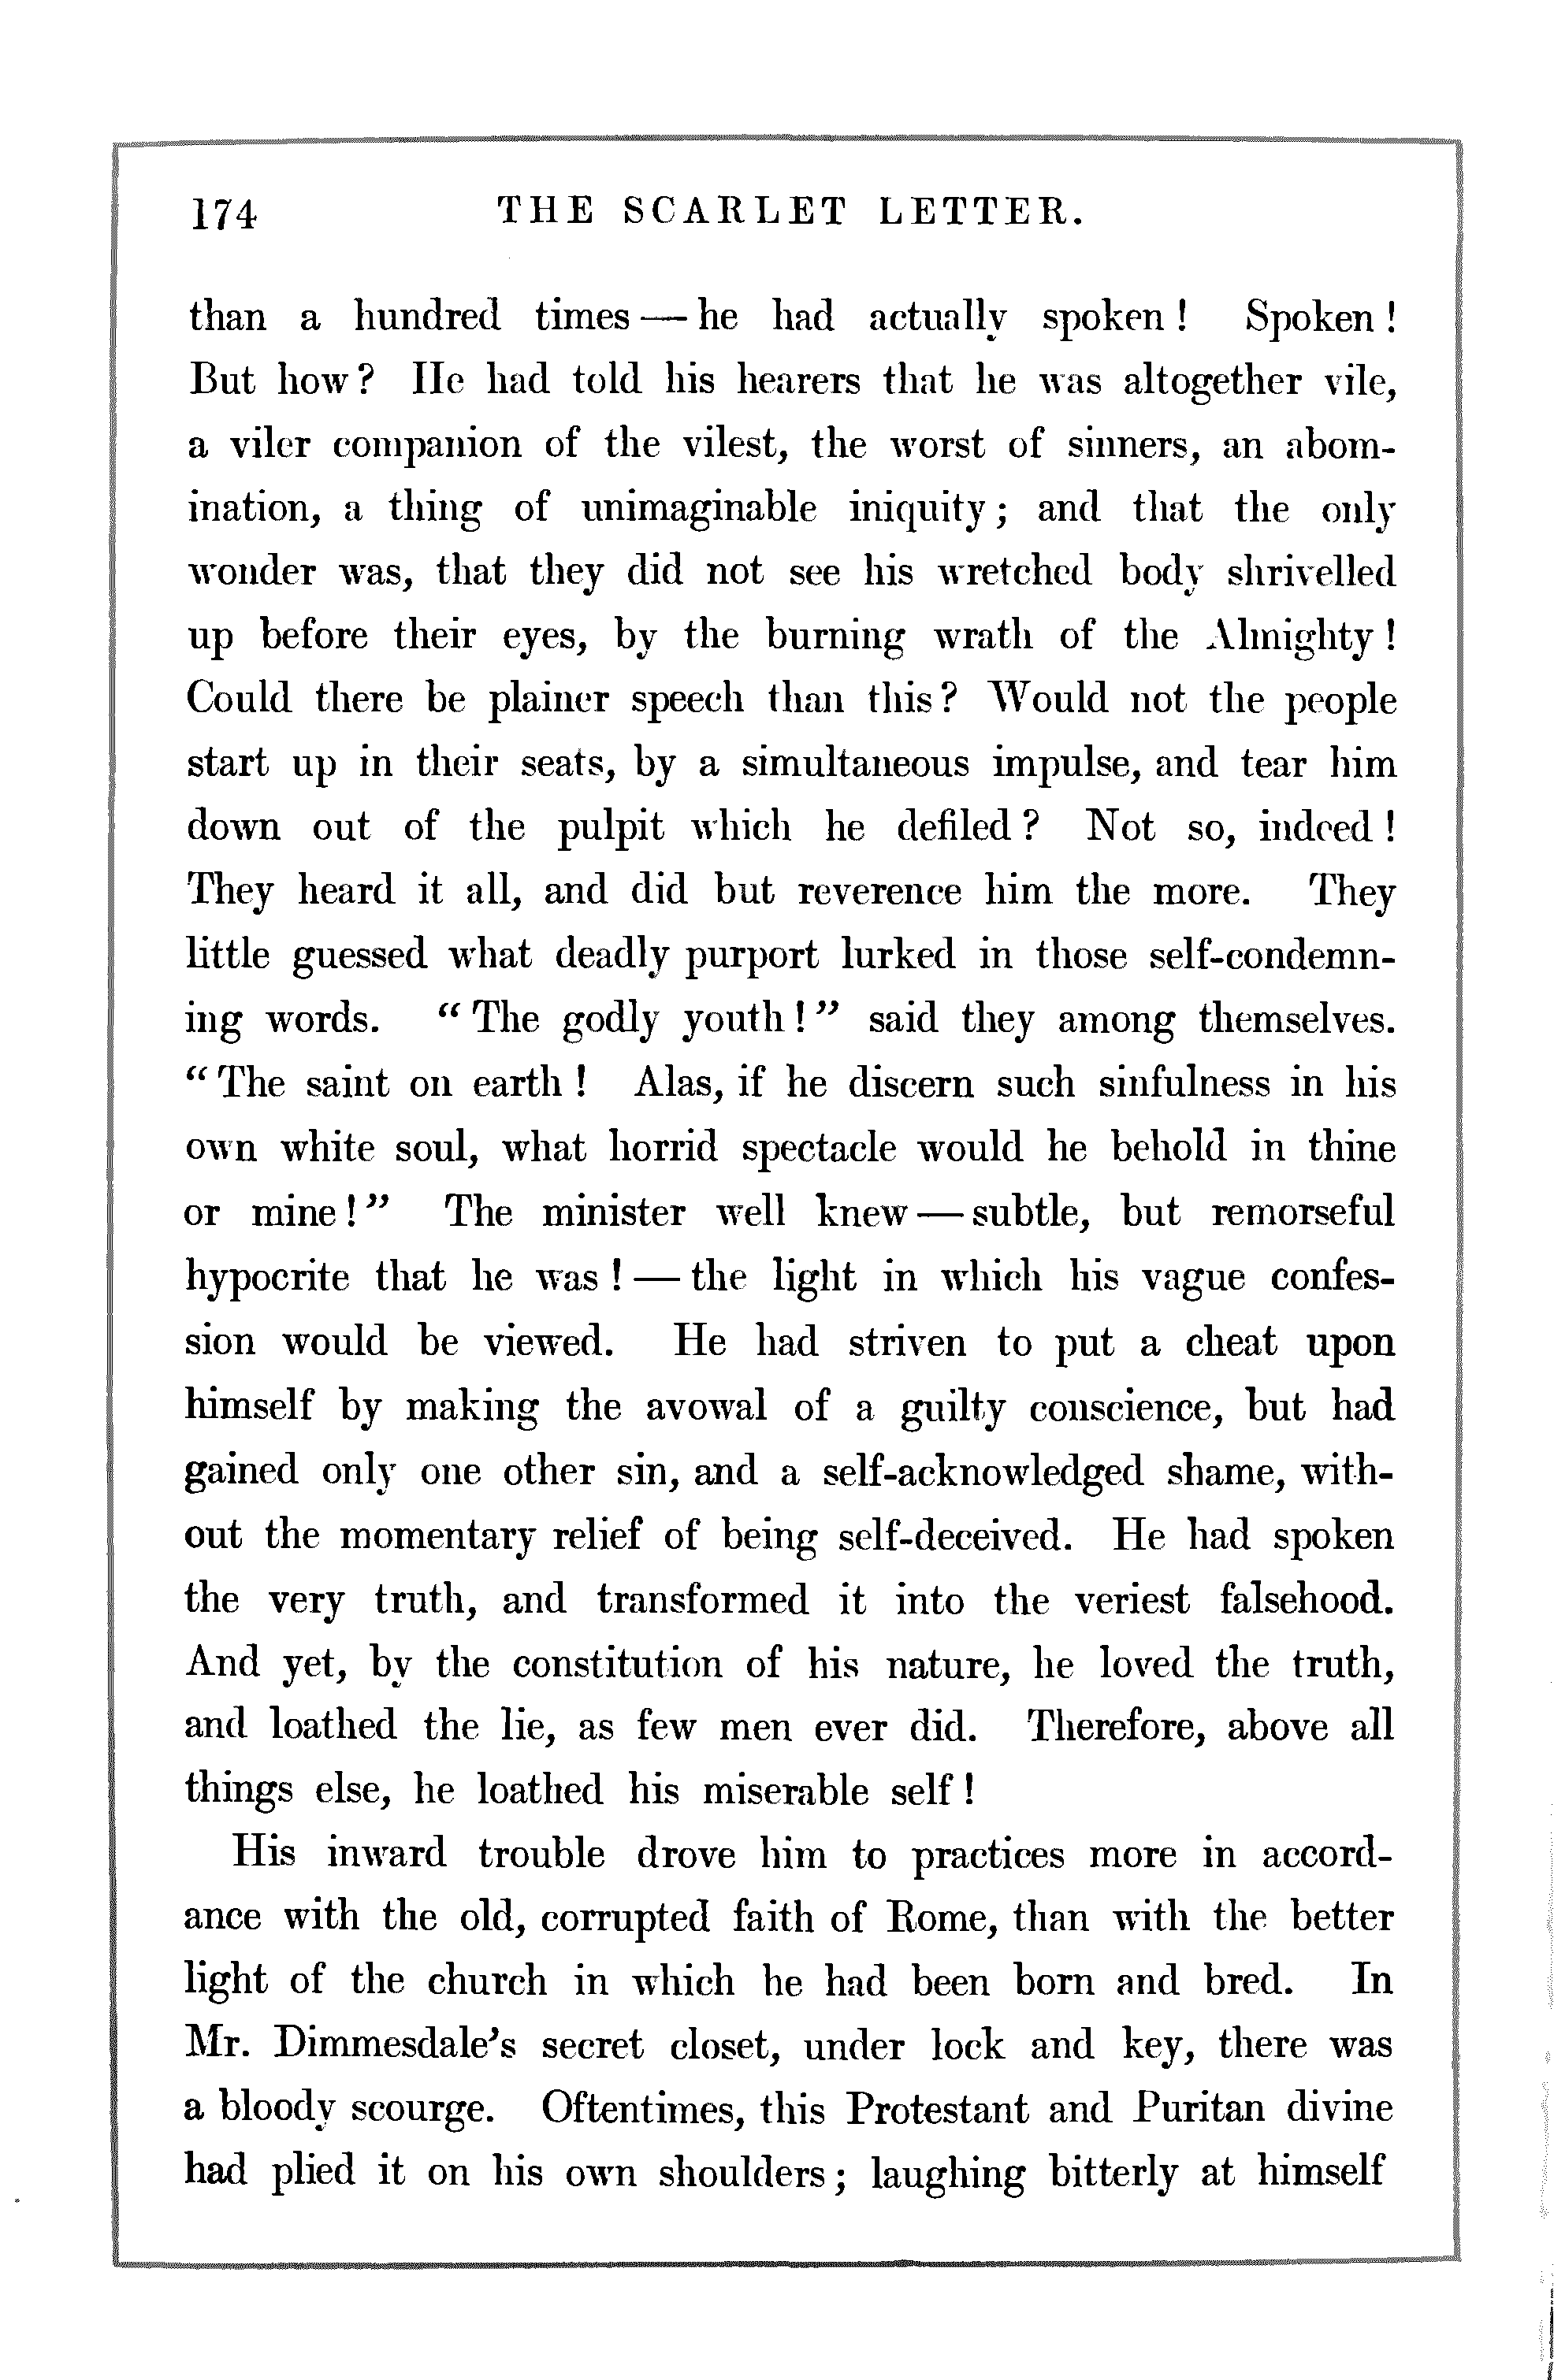 174 THE SCARLET LETTER.
than a hundred times — he had actually spoken! Spoken!
But how? He had told his hearers that he was altogether vile,
a viler companion of the vilest, the worst of sinners, an abom-
ination, a thing of unimaginable iniquity; and that the only
wonder was, that they did not see his wretched body shrivelled
up before their eyes, by the burning wrath of the Almighty!
Could there be plainer speech than this? Would not the people
start up in their seats, by a simultaneous impulse, and tear him
down out of the pulpit which he defiled? Not so, indeed!
They heard it all, and did but reverence him the more. They
little guessed what deadly purport lurked in those self-condemn-
ing words. "The godly youth!" said they among themselves.
"The saint on earth! Alas, if he discern such sinfulness in his
own white soul, what horrid spectacle would he behold in thine
or mine!" The minister well knew — subtle, but remorseful
hypocrite that he was! — the light in which his vague confes-
sion would be viewed. He had striven to put a cheat upon
himself by making the avowal of a guilty conscience, but had
gained only one other sin, and a self-acknowledged shame, with-
out the momentary relief of being self-deceived. He had spoken
the very truth, and transformed it into the veriest falsehood.
And yet, by the constitution of his nature, he loved the truth,
and loathed the lie, as few men ever did. Therefore, above all
things else, he loathed his miserable self!
His inward trouble drove him to practices more in accord-
ance with the old, corrupted faith of Rome, than with the better
light of the church in which he had been born and bred. In
Mr. Dimmesdale's secret closet, under lock and key, there was
a bloody scourge. Oftentimes, this Protestant and Puritan divine
had plied it on his own shoulders; laughing bitterly at himself